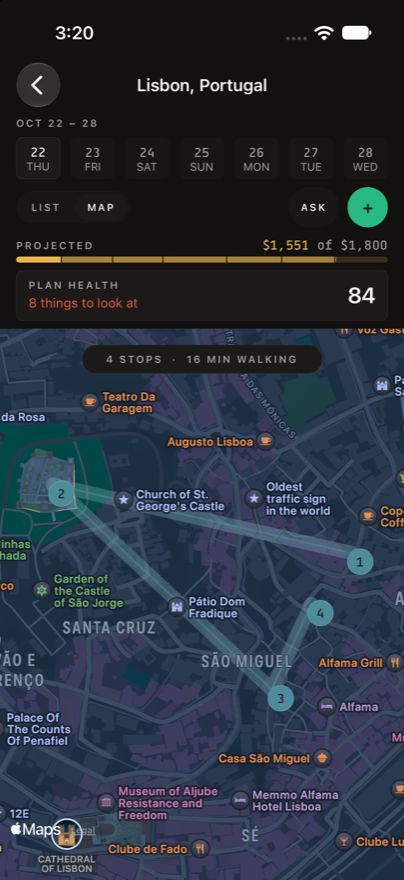 3:20
Lisbon, Portugal
OCT 22 – 28
22 23 24 25 26 27 28
THU FRI SAT SUN MON TUE WED
LIST MAP ASK +
PROJECTED $1,551 of $1,800
PLAN HEALTH
8 things to look at
84
4 STOPS · 16 MIN WALKING
Teatro Da
Garagem
da Rosa
DAS MÓNICAS
Augusto Lisboa
2
Church of St.
George's Castle
Oldest
traffic sign
in the world
1
Garden of
the Castle
of São Jorge
Pátio Dom
Fradique
4
SANTA CRUZ
SÃO MIGUEL
Alfama Grill
3
Alfama
Palace Of
The Counts
Of Penafiel
Casa São Miguel
Museum of Aljube
Resistance and
Freedom
Memmo Alfama
Hotel Lisboa
12E
Maps Legal
SÉ
Clube de Fado
CATHEDRAL
OF LISBON